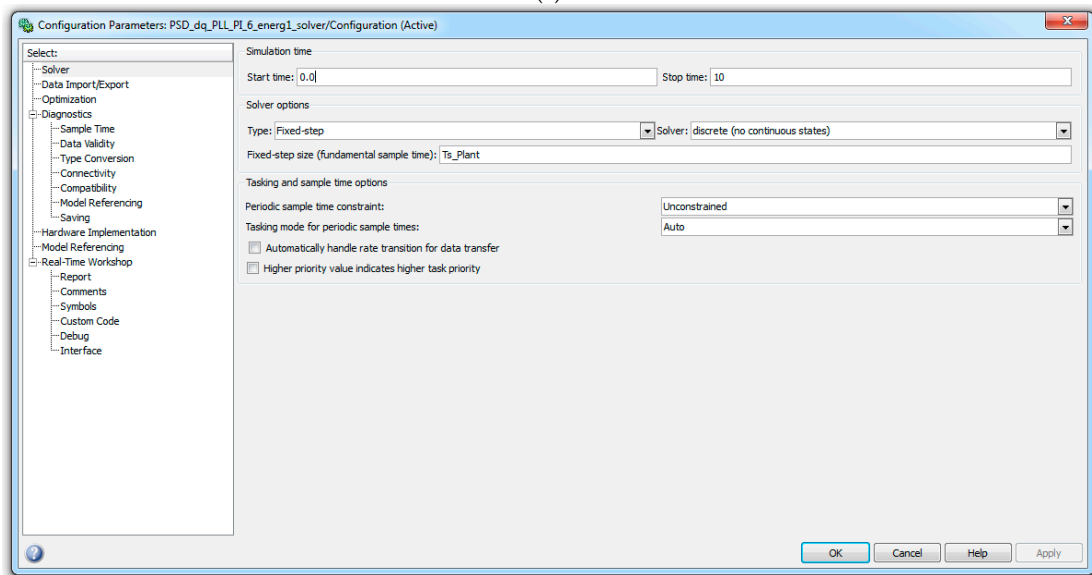 Configuration Parameters: PSD_dq_PLL_PI_6_energ1_solver/Configuration (Active)
Select:
Solver
Data Import/Export
Optimization
Diagnostics
Sample Time
Data Validity
Type Conversion
Connectivity
Compatibility
Model Referencing
Saving
Hardware Implementation
Model Referencing
Real-Time Workshop
Report
Comments
Symbols
Custom Code
Debug
Interface
Simulation time
Start time: 0.0 Stop time: 10
Solver options
Type: Fixed-step Solver: discrete (no continuous states)
Fixed-step size (fundamental sample time): Ts_Plant
Tasking and sample time options
Periodic sample time constraint: Unconstrained
Tasking mode for periodic sample times: Auto
Automatically handle rate transition for data transfer
Higher priority value indicates higher task priority
OK Cancel Help Apply